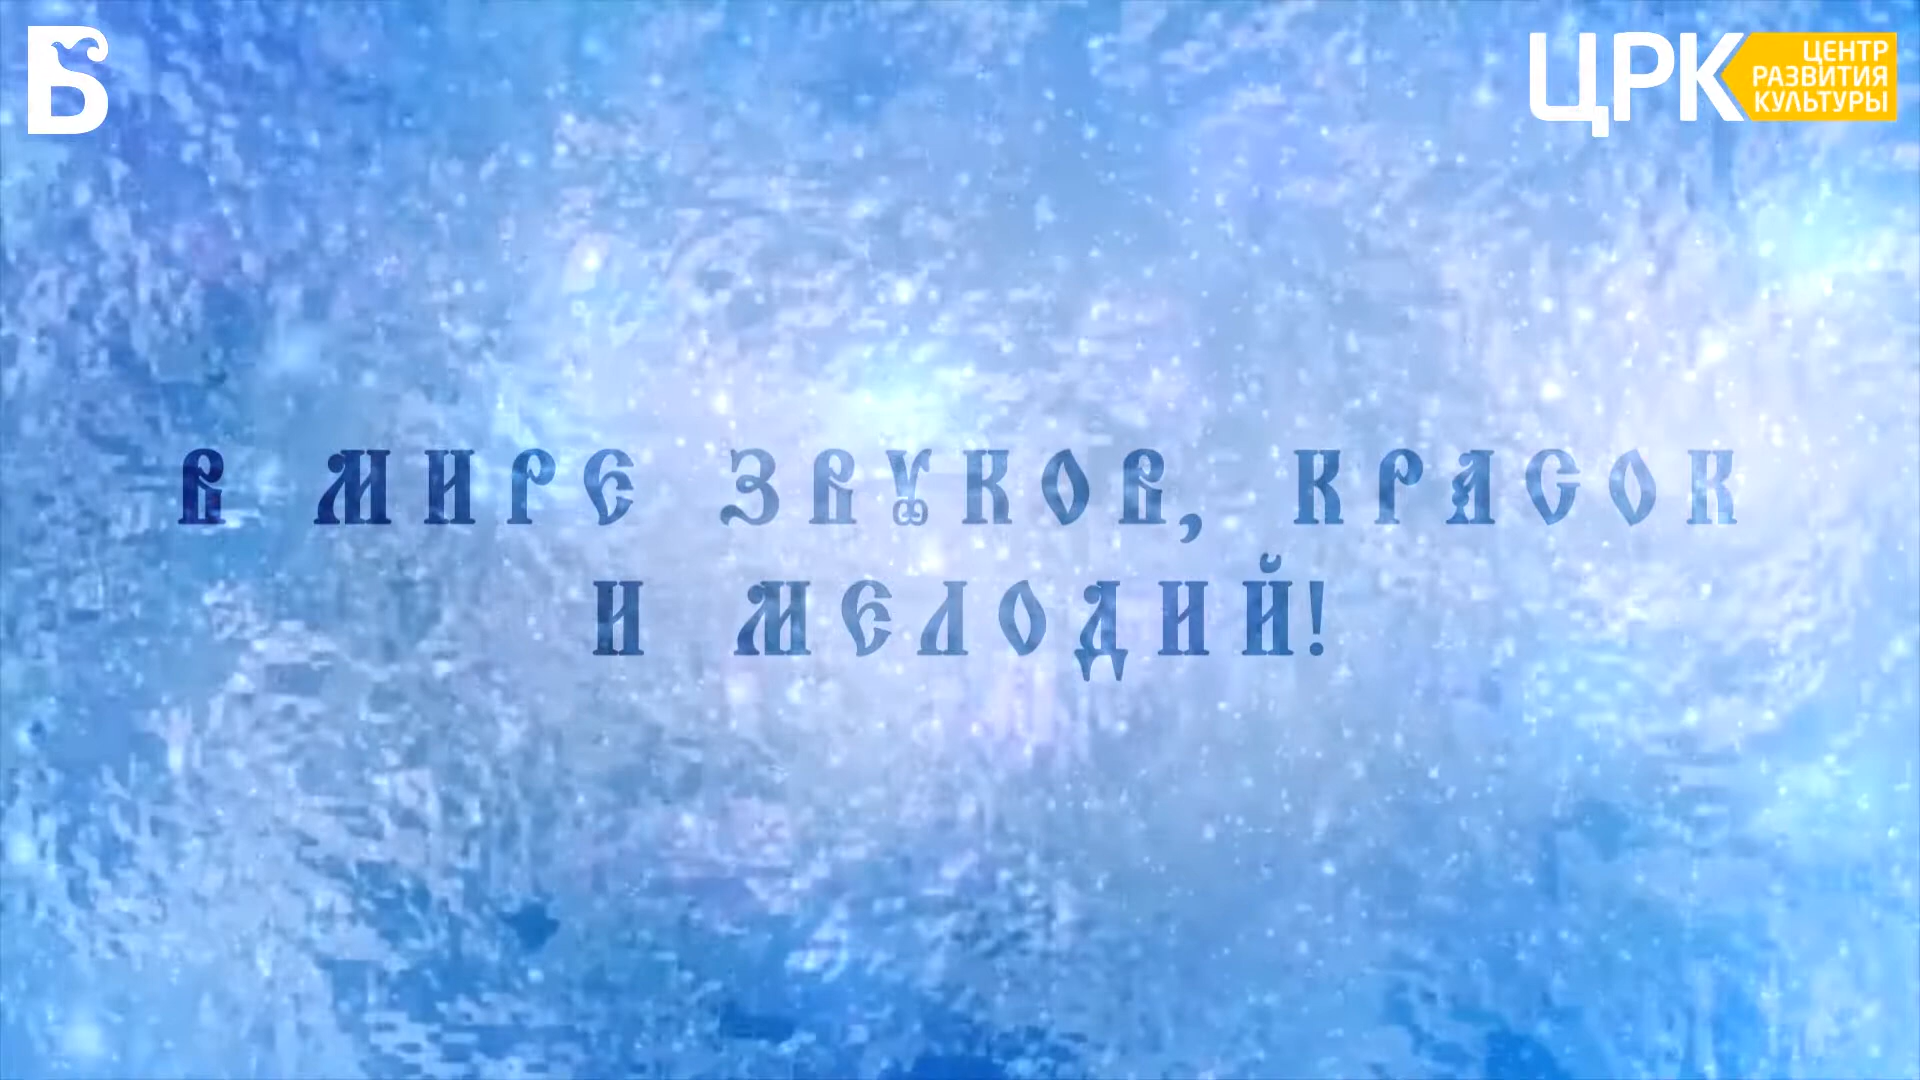 Б
ЦРК
ЦЕНТР
РАЗВИТИЯ
КУЛЬТУРЫ
В МИРЕ ЗВУКОВ, КРАСОК
И МЕЛОДИЙ!